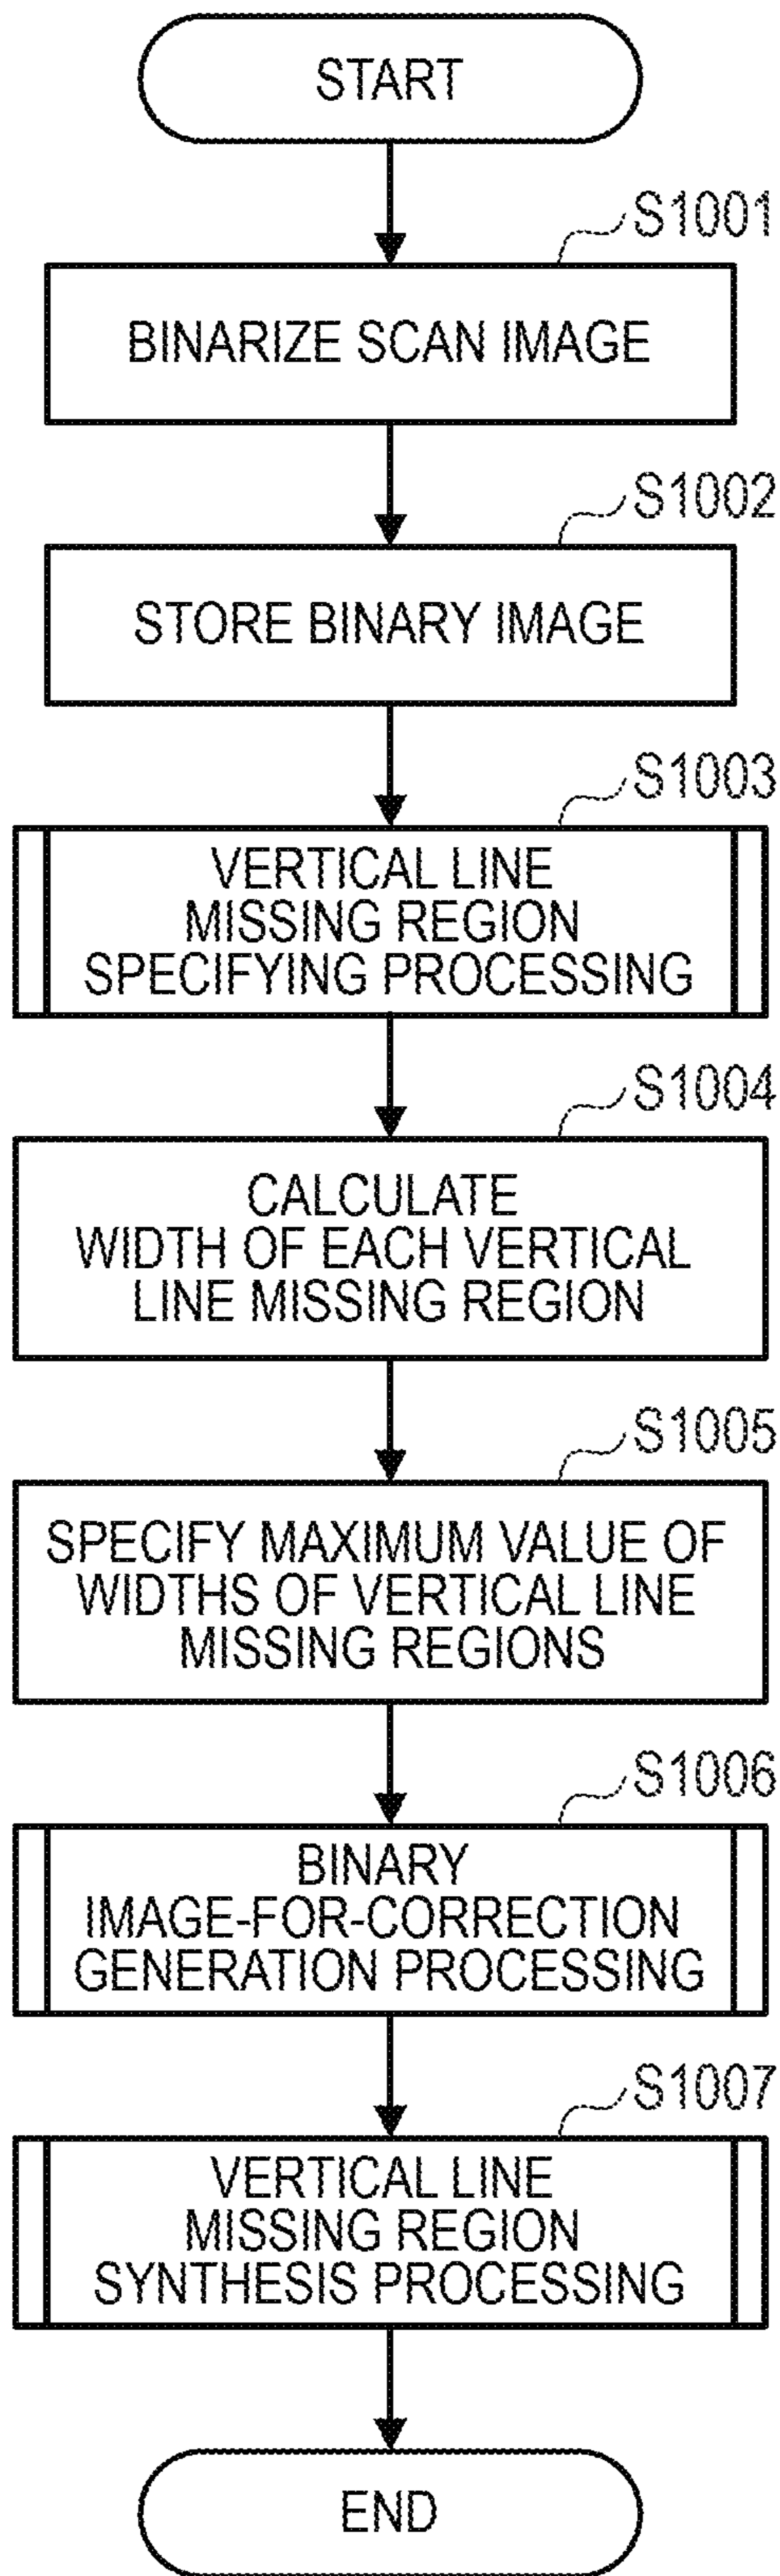 START
S1001
BINARIZE SCAN IMAGE
S1002
STORE BINARY IMAGE
S1003
VERTICAL LINE
MISSING REGION
SPECIFYING PROCESSING
S1004
CALCULATE
WIDTH OF EACH VERTICAL
LINE MISSING REGION
S1005
SPECIFY MAXIMUM VALUE OF
WIDTHS OF VERTICAL LINE
MISSING REGIONS
S1006
BINARY
IMAGE-FOR-CORRECTION
GENERATION PROCESSING
S1007
VERTICAL LINE
MISSING REGION
SYNTHESIS PROCESSING
END